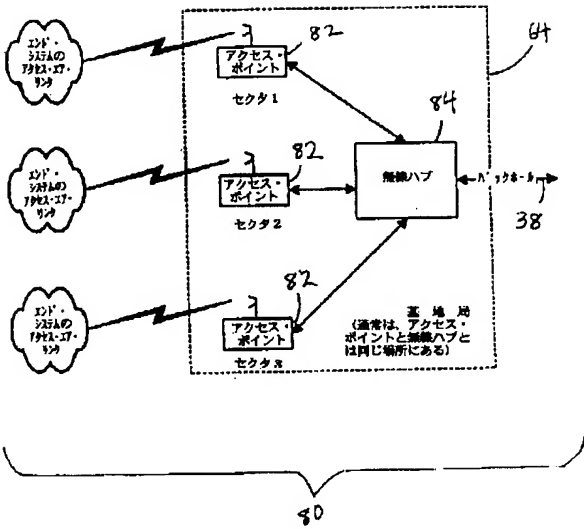 エンド・
システムの
アクセス・エア・
リンク
アクセス・
ポイント
82
セクタ1
64
84
エンド・
システムの
アクセス・エア・
リンク
アクセス・
ポイント
82
セクタ2
無線ハブ
バックホール
38
エンド・
システムの
アクセス・エア・
リンク
アクセス・
ポイント
82
セクタ3
基地局
(通常は、アクセス・
ポイントと無線ハブと
は同じ場所にある)
80